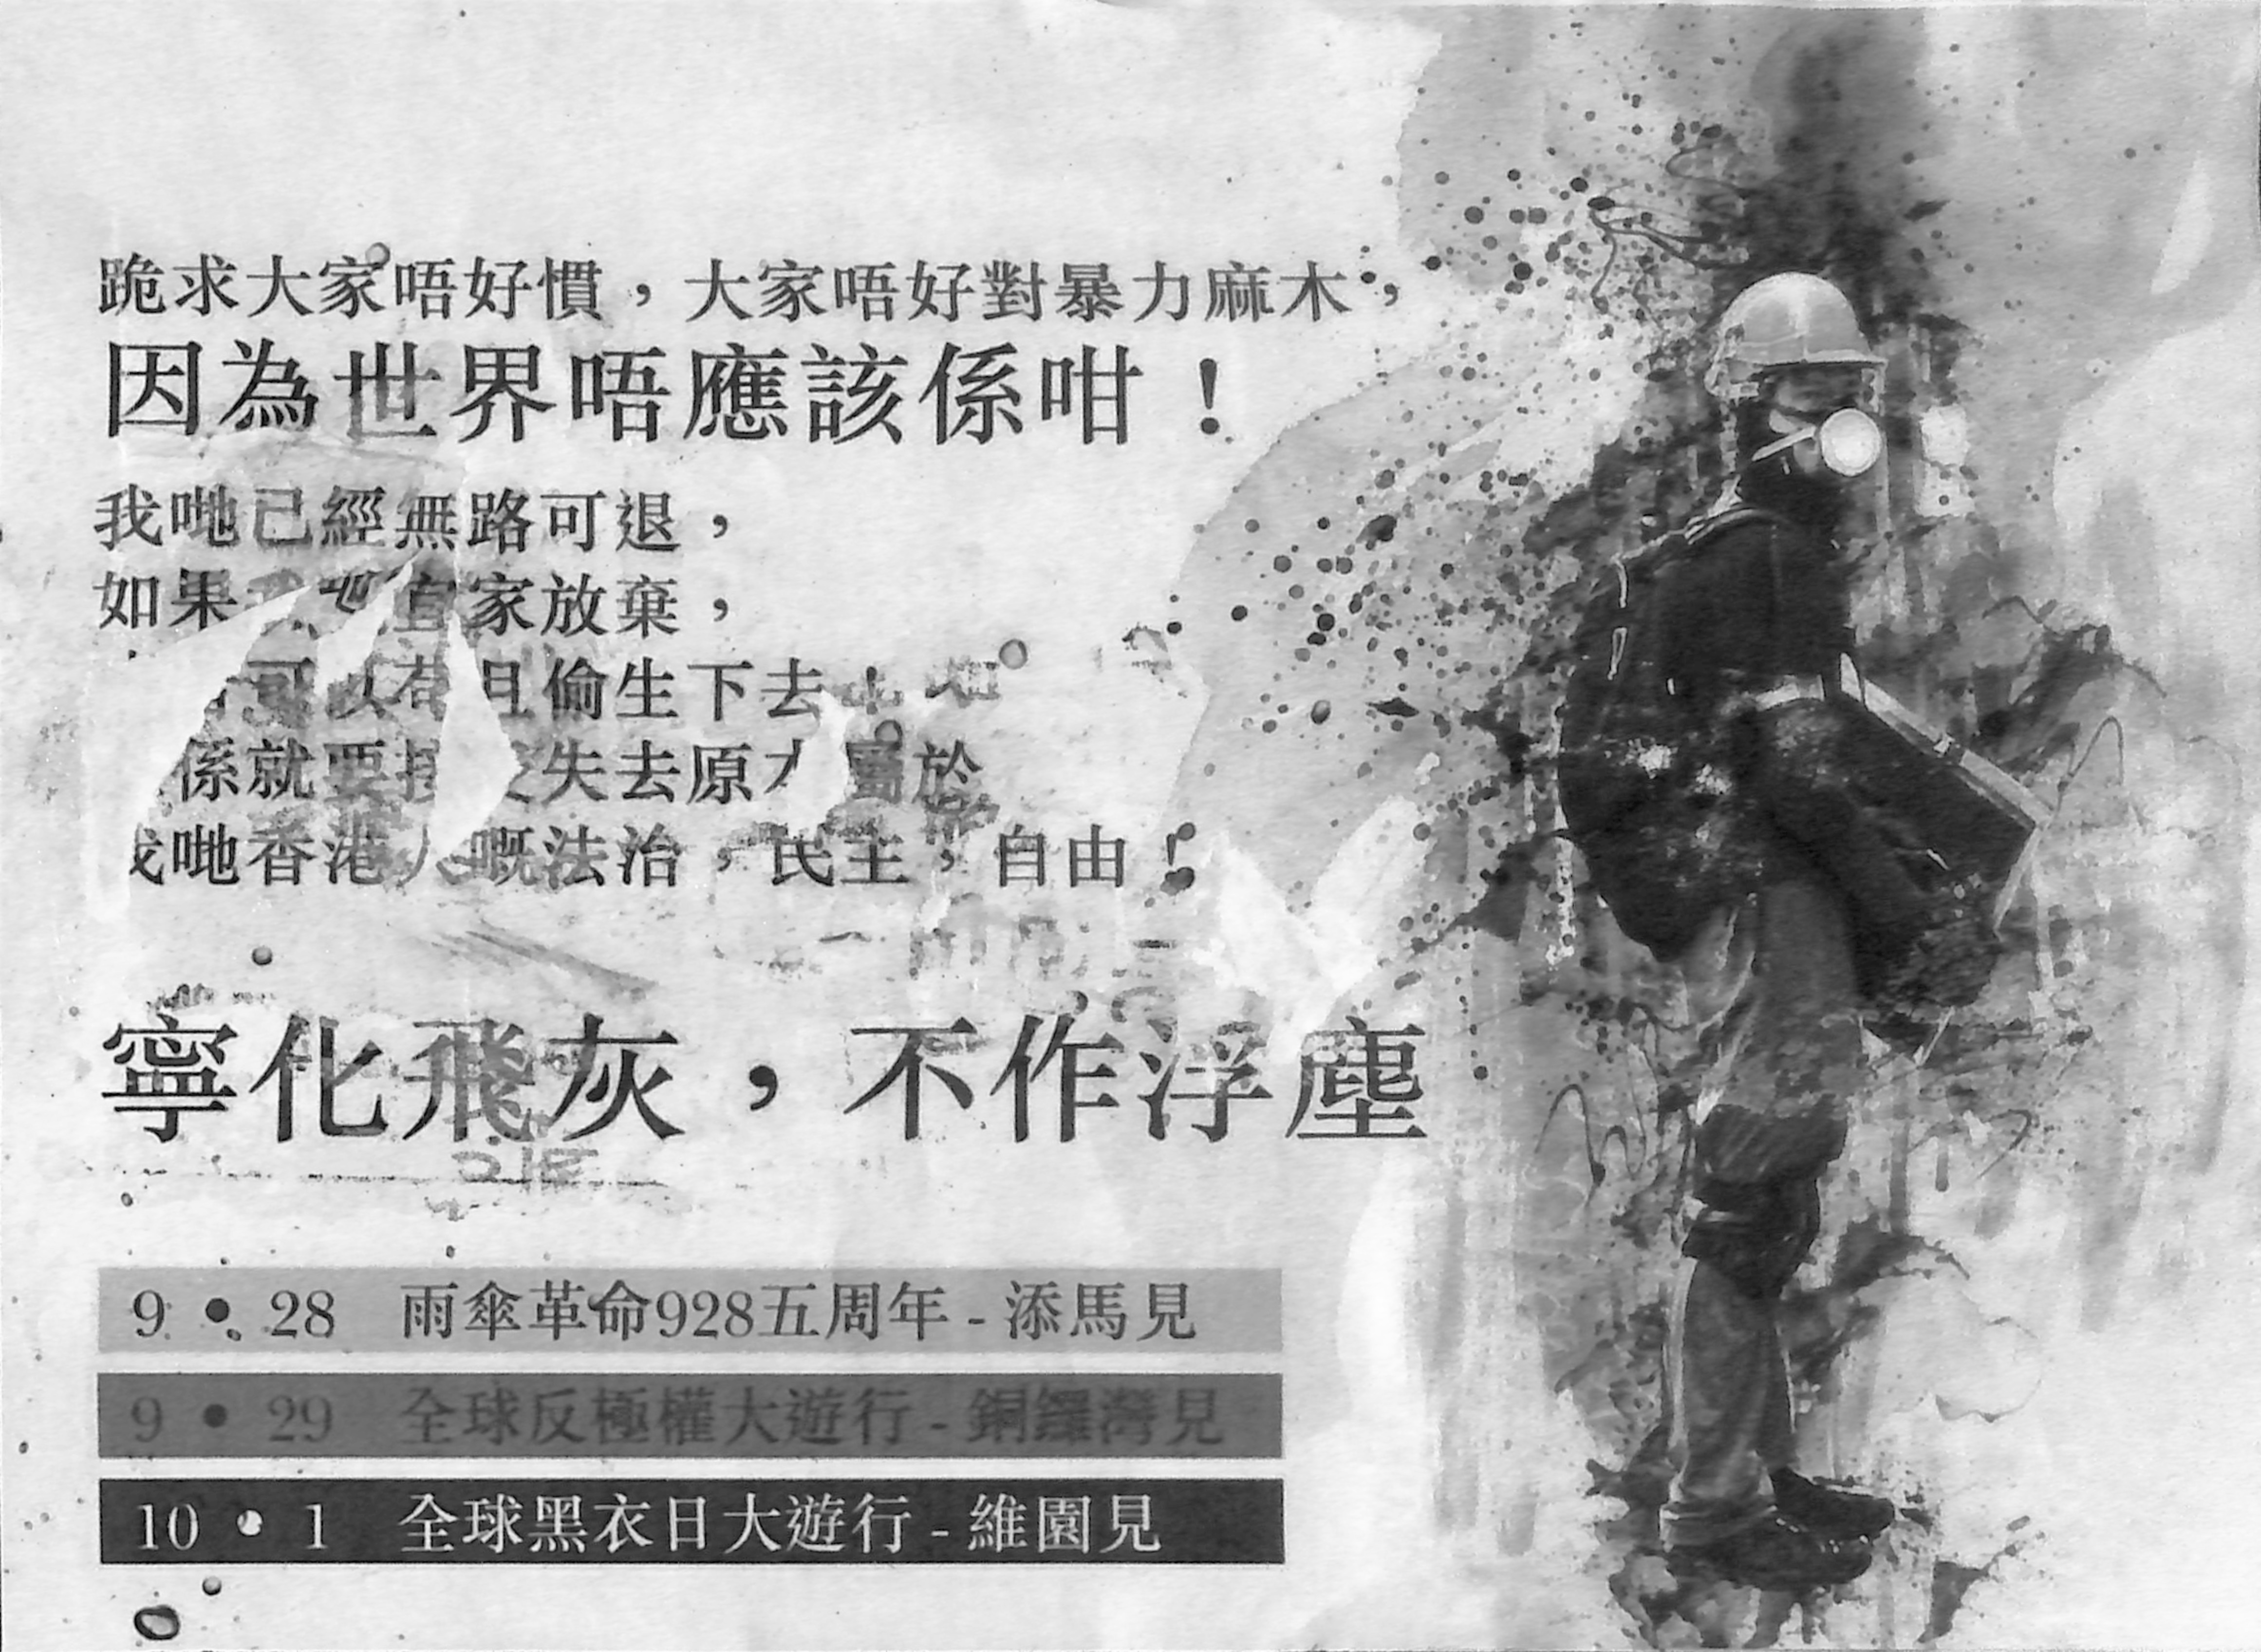 跪求大家唔好慣，大家唔好對暴力麻木，
因為世界唔應該係咁！
我哋已經無路可退，
如果 哋宜家放棄，
可以苟且偷生下去
係就要接受失去原本屬於
我哋香港人嘅法治，民主，自由！
寧化飛灰，不作浮塵
9 • 28 雨傘革命928五周年 - 添馬見
9 • 29 全球反極權大遊行 - 銅鑼灣見
10 • 1 全球黑衣日大遊行 - 維園見